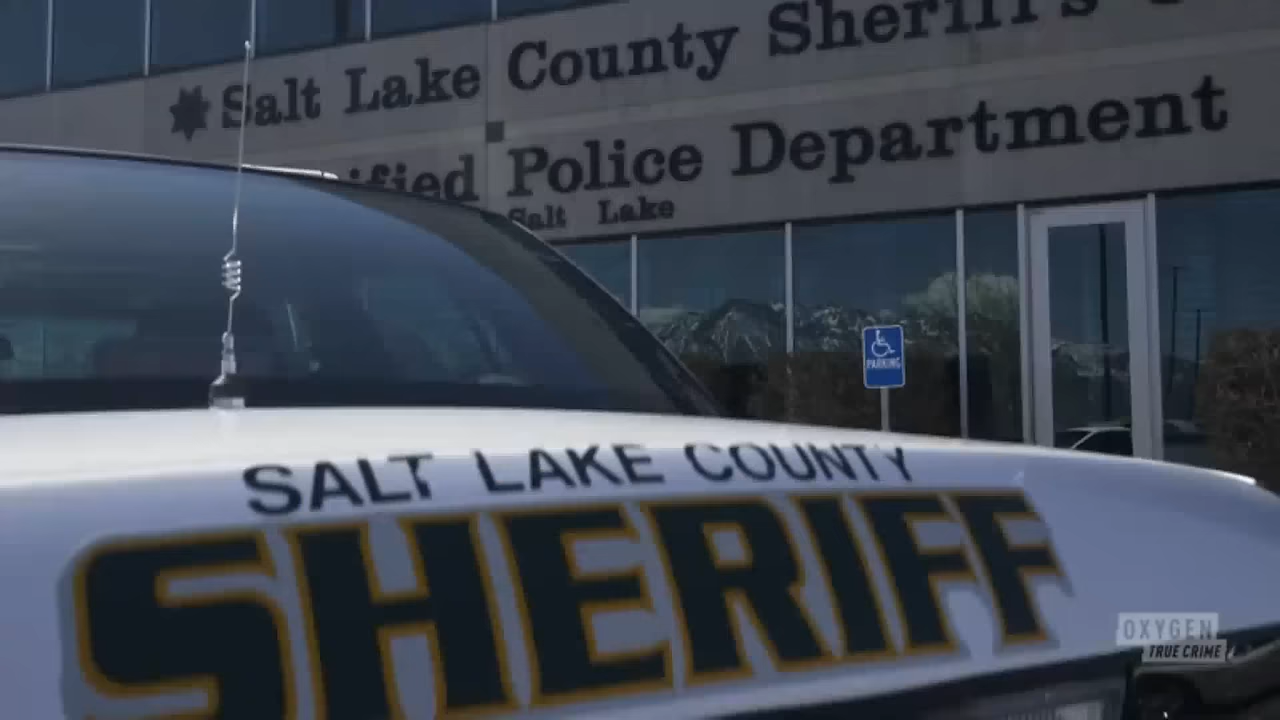 Salt Lake County Sheriff's
Police Department
Salt Lake
PARKING
SALT LAKE COUNTY
SHERIFF
OXYGEN
TRUE CRIME